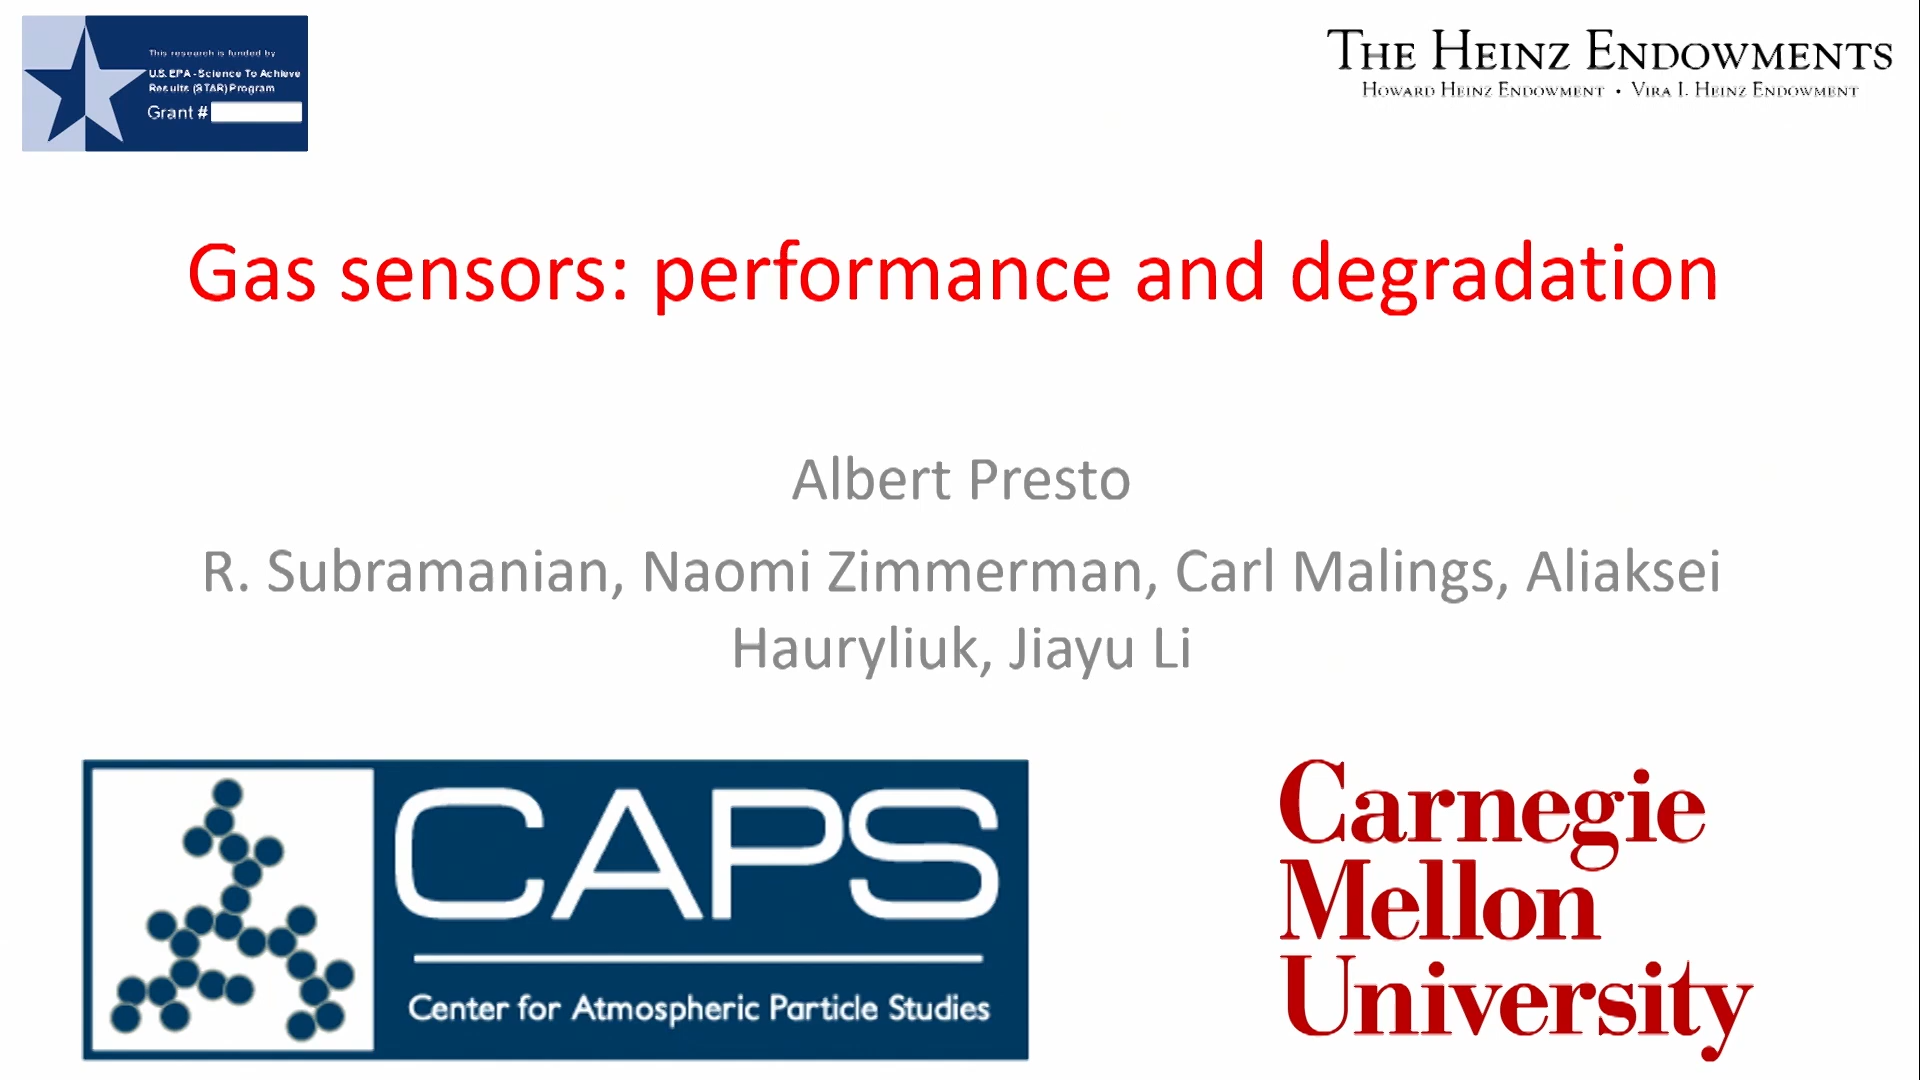 This research is funded by
U.S. EPA - Science To Achieve
Results (STAR) Program
Grant #
THE HEINZ ENDOWMENTS
HOWARD HEINZ ENDOWMENT • VIRA I. HEINZ ENDOWMENT
Gas sensors: performance and degradation
Albert Presto
R. Subramanian, Naomi Zimmerman, Carl Malings, Aliaksei
Hauryliuk, Jiayu Li
CAPS
Center for Atmospheric Particle Studies
Carnegie
Mellon
University